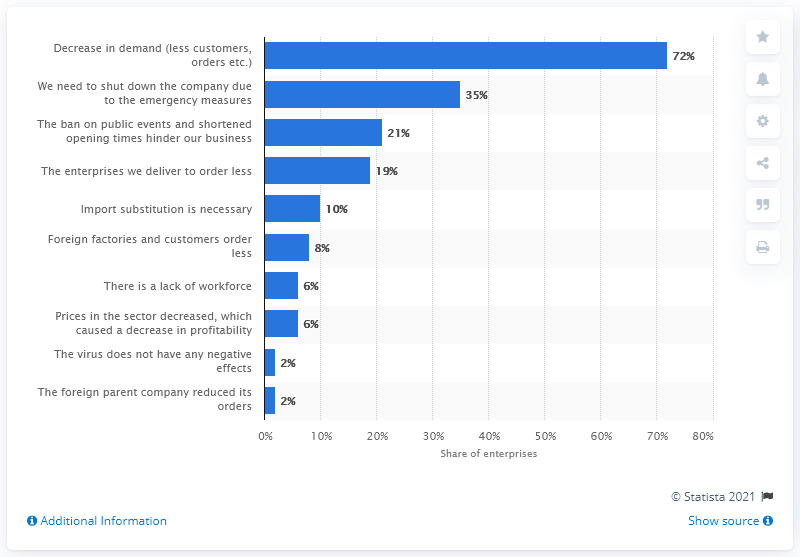 Decrease in demand (less customers,
orders etc.)
72%
We need to shut down the company due
to the emergency measures
35%
The ban on public events and shortened
opening times hinder our business
21%
The enterprises we deliver to order less
19%
Import substitution is necessary
10%
Foreign factories and customers order
less
8%
There is a lack of workforce
6%
Prices in the sector decreased, which
caused a decrease in profitability
6%
The virus does not have any negative
effects
2%
The foreign parent company reduced its
orders
2%
0% 10% 20% 30% 40% 50% 60% 70% 80%
Share of enterprises
© Statista 2021
Additional Information
Show source